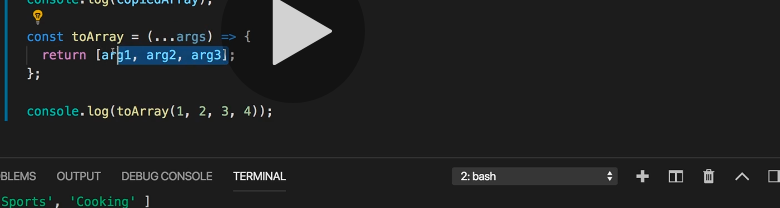 console.log(copiedArray);
const toArray = (...args) => {
return [arg1, arg2, arg3];
};
console.log(toArray(1, 2, 3, 4));
OBLEMS OUTPUT DEBUG CONSOLE TERMINAL 2: bash
Sports', 'Cooking' ]